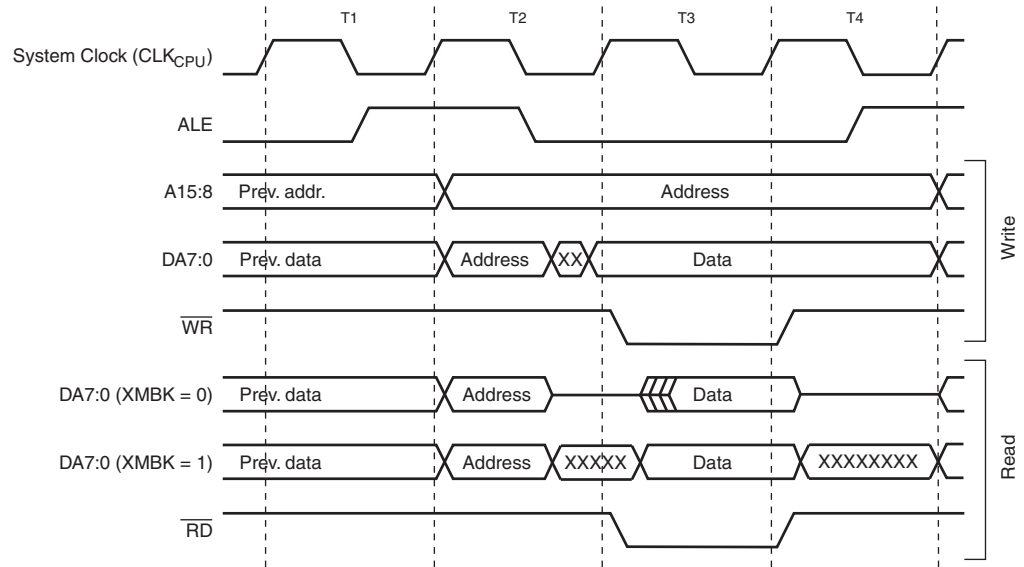 T1 T2 T3 T4
System Clock (CLKCPU)
ALE
A15:8 Prev. addr. Address
DA7:0 Prev. data Address XX Data
WR
Write
DA7:0 (XMBK = 0) Prev. data Address Data
DA7:0 (XMBK = 1) Prev. data Address XXXXX Data XXXXXXXX
RD
Read